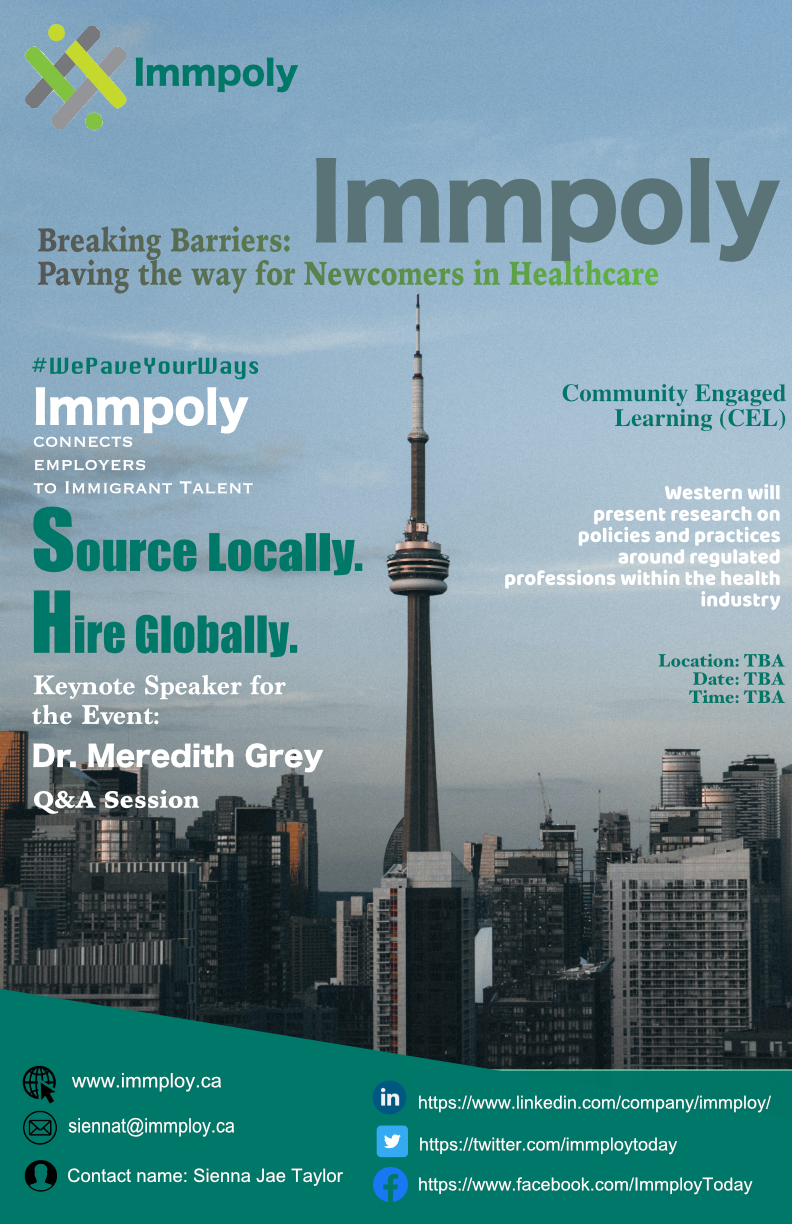 Immpoly
Immpoly
Breaking Barriers:
Paving the way for Newcomers in Healthcare
#WePaveYourWays
Immpoly
CONNECTS
EMPLOYERS
TO IMMIGRANT TALENT
Source Locally.
Hire Globally.
Keynote Speaker for
the Event:
Dr. Meredith Grey
Q&A Session
Community Engaged
Learning (CEL)
Western will
present research on
policies and practices
around regulated
professions within the health
industry
Location: TBA
Date: TBA
Time: TBA
www.immploy.ca
siennat@immploy.ca
Contact name: Sienna Jae Taylor
in
https://www.linkedin.com/company/immploy/
https://twitter.com/immploytoday
https://www.facebook.com/ImmployToday